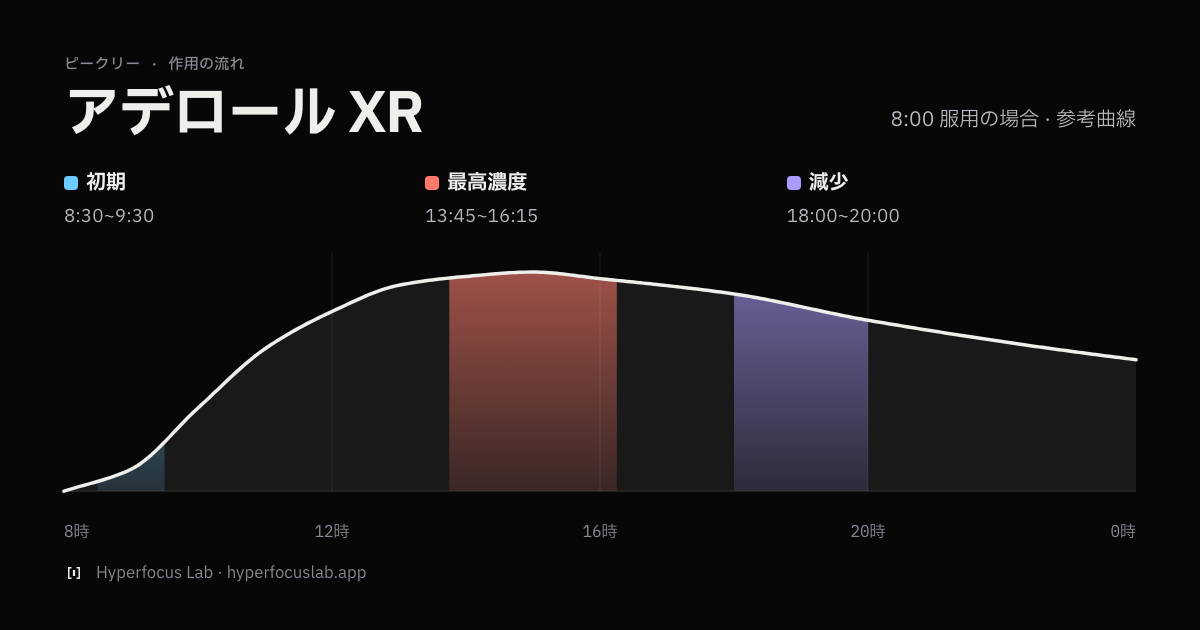 ピークリー · 作用の流れ
アデロール XR
8:00 服用の場合 · 参考曲線
初期
8:30~9:30
最高濃度
13:45~16:15
減少
18:00~20:00
8時 12時 16時 20時 0時
Hyperfocus Lab · hyperfocuslab.app